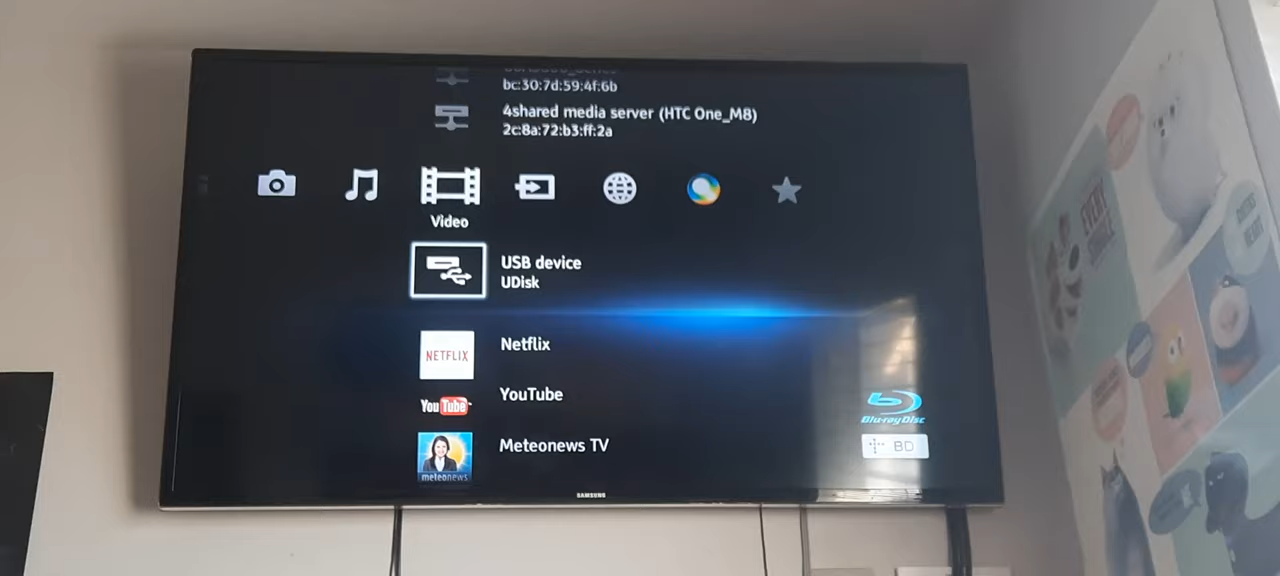 bc:30:7d:59:4f:6b
4shared media server (HTC One_M8)
2c:8a:72:b3:ff:2a
Video
USB device
UDisk
NETFLIX
Netflix
YouTube
YouTube
Blu-ray Disc
BD
Meteonews TV
meteonews
SAMSUNG
EVERY